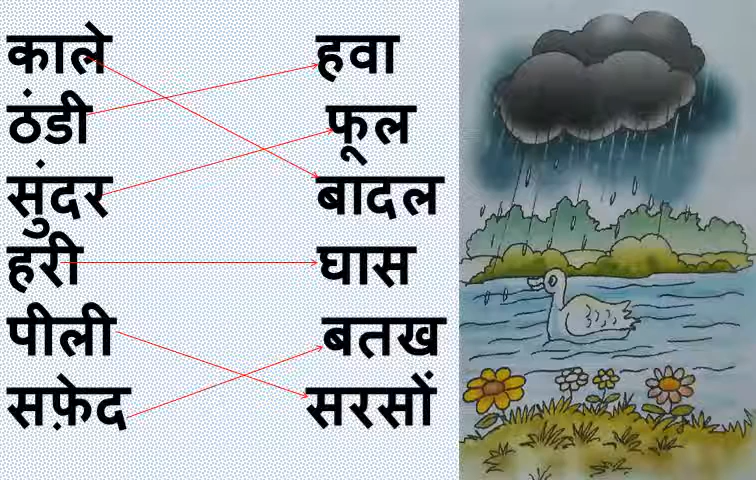 काले हवा
ठंडी फूल
सुंदर बादल
हरी घास
पीली बतख
सफ़ेद सरसों